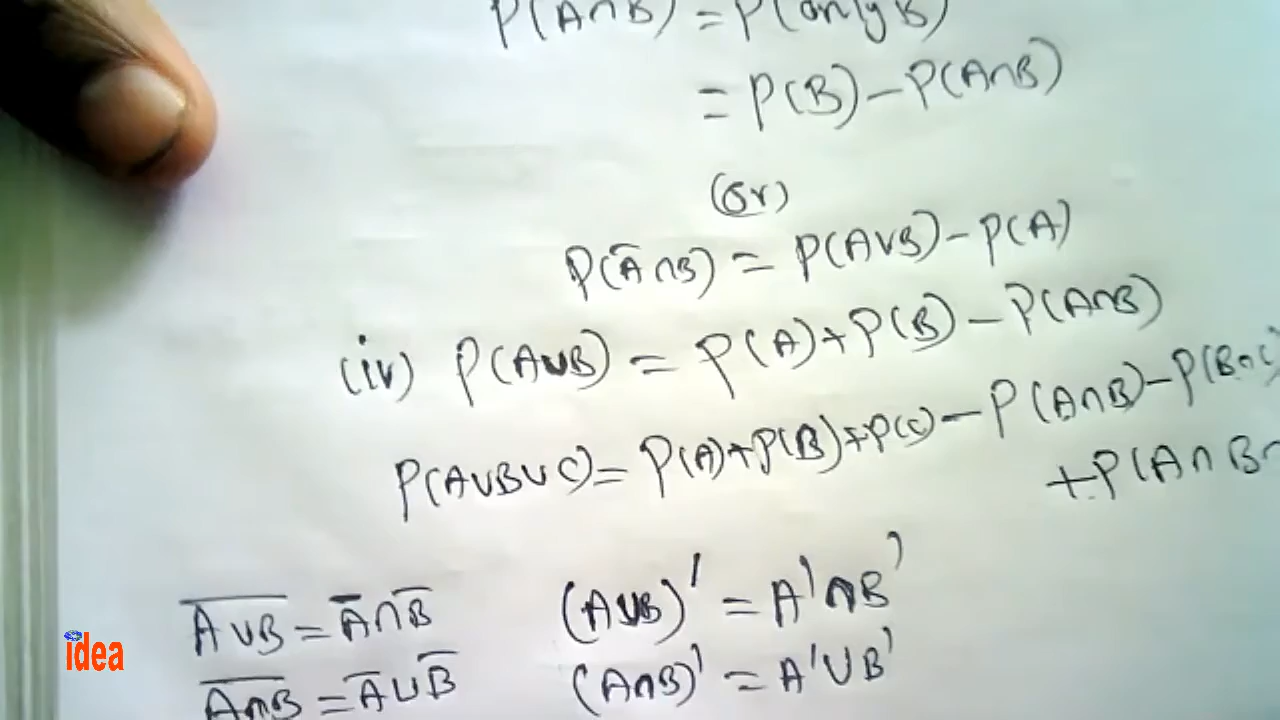 P(A∩B) = P(only B)
= P(B) − P(A∩B)
(or)
P(A̅∩B) = P(A∪B) − P(A)
(iv) P(A∪B) = P(A) + P(B) − P(A∩B)
P(A∪B∪C) = P(A) + P(B) + P(C) − P(A∩B) − P(B∩C)
+ P(A∩B∩
A̅ ̅∪̅ ̅B̅ = A̅∩B̅ (A∪B)' = A'∩B'
A̅ ̅∩̅ ̅B̅ = A̅∪B̅ (A∩B)' = A'∪B'
idea